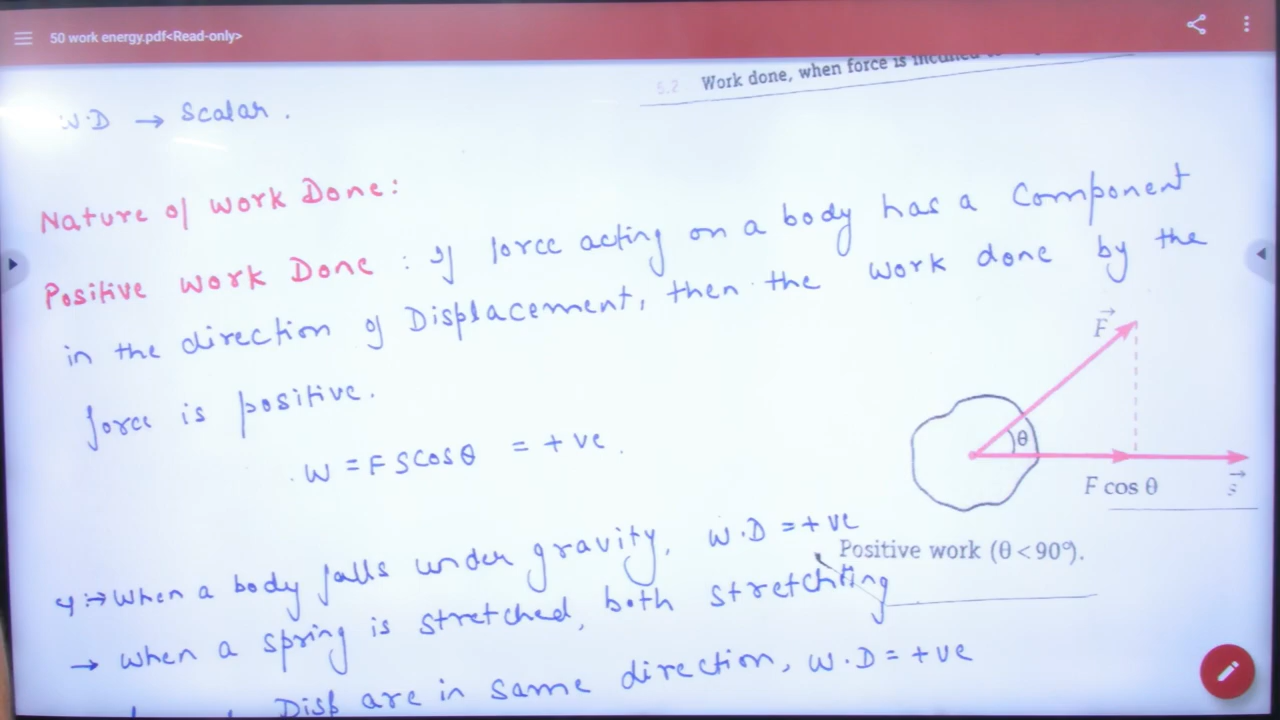 50 work energy.pdf<Read-only>
5.2 Work done, when force is
W.D → Scalar.
Nature of Work Done:
Positive Work Done : If force acting on a body has a Component
in the direction of Displacement, then the work done by the
force is positive.
W = F S Cos θ = + ve.
F
θ
F cos θ
s
Positive work (θ < 90°).
→ When a body falls under gravity, W.D = + ve
→ When a spring is stretched, both stretchting
Disp are in same direction, W.D = + ve